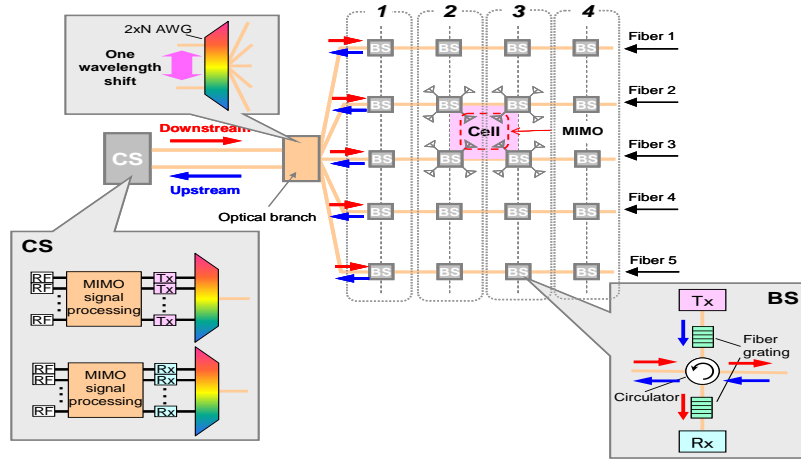 2xN AWG
One
wavelength
shift
1
2
3
4
BS
BS
BS
BS
Fiber 1
BS
BS
BS
BS
Fiber 2
Cell
MIMO
BS
BS
BS
BS
Fiber 3
BS
BS
BS
BS
Fiber 4
BS
BS
BS
BS
Fiber 5
CS
Downstream
Upstream
Optical branch
CS
RF
RF
RF
MIMO
signal
processing
Tx
Tx
Tx
RF
RF
RF
MIMO
signal
processing
Rx
Rx
Rx
BS
Tx
Fiber
grating
Circulator
Rx